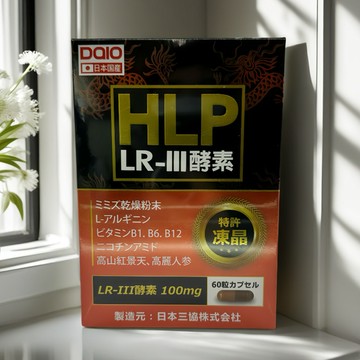 DAIO
日本国産
HLP
LR-III酵素
ミミズ乾燥粉末
L-アルギニン
ビタミンB1、B6、B12
ニコチンアミド
高山紅景天、高麗人参
特許
凍晶
LR-III酵素 100mg
60粒カプセル
製造元：日本三協株式会社